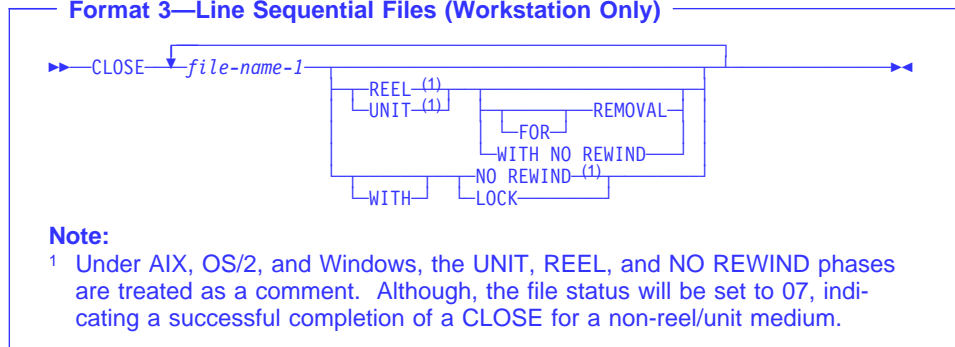 Format 3—Line Sequential Files (Workstation Only)
CLOSE file-name-1
REEL (1)
UNIT (1) REMOVAL
FOR
WITH NO REWIND
NO REWIND (1)
WITH LOCK
Note:
1 Under AIX, OS/2, and Windows, the UNIT, REEL, and NO REWIND phases
are treated as a comment. Although, the file status will be set to 07, indi-
cating a successful completion of a CLOSE for a non-reel/unit medium.